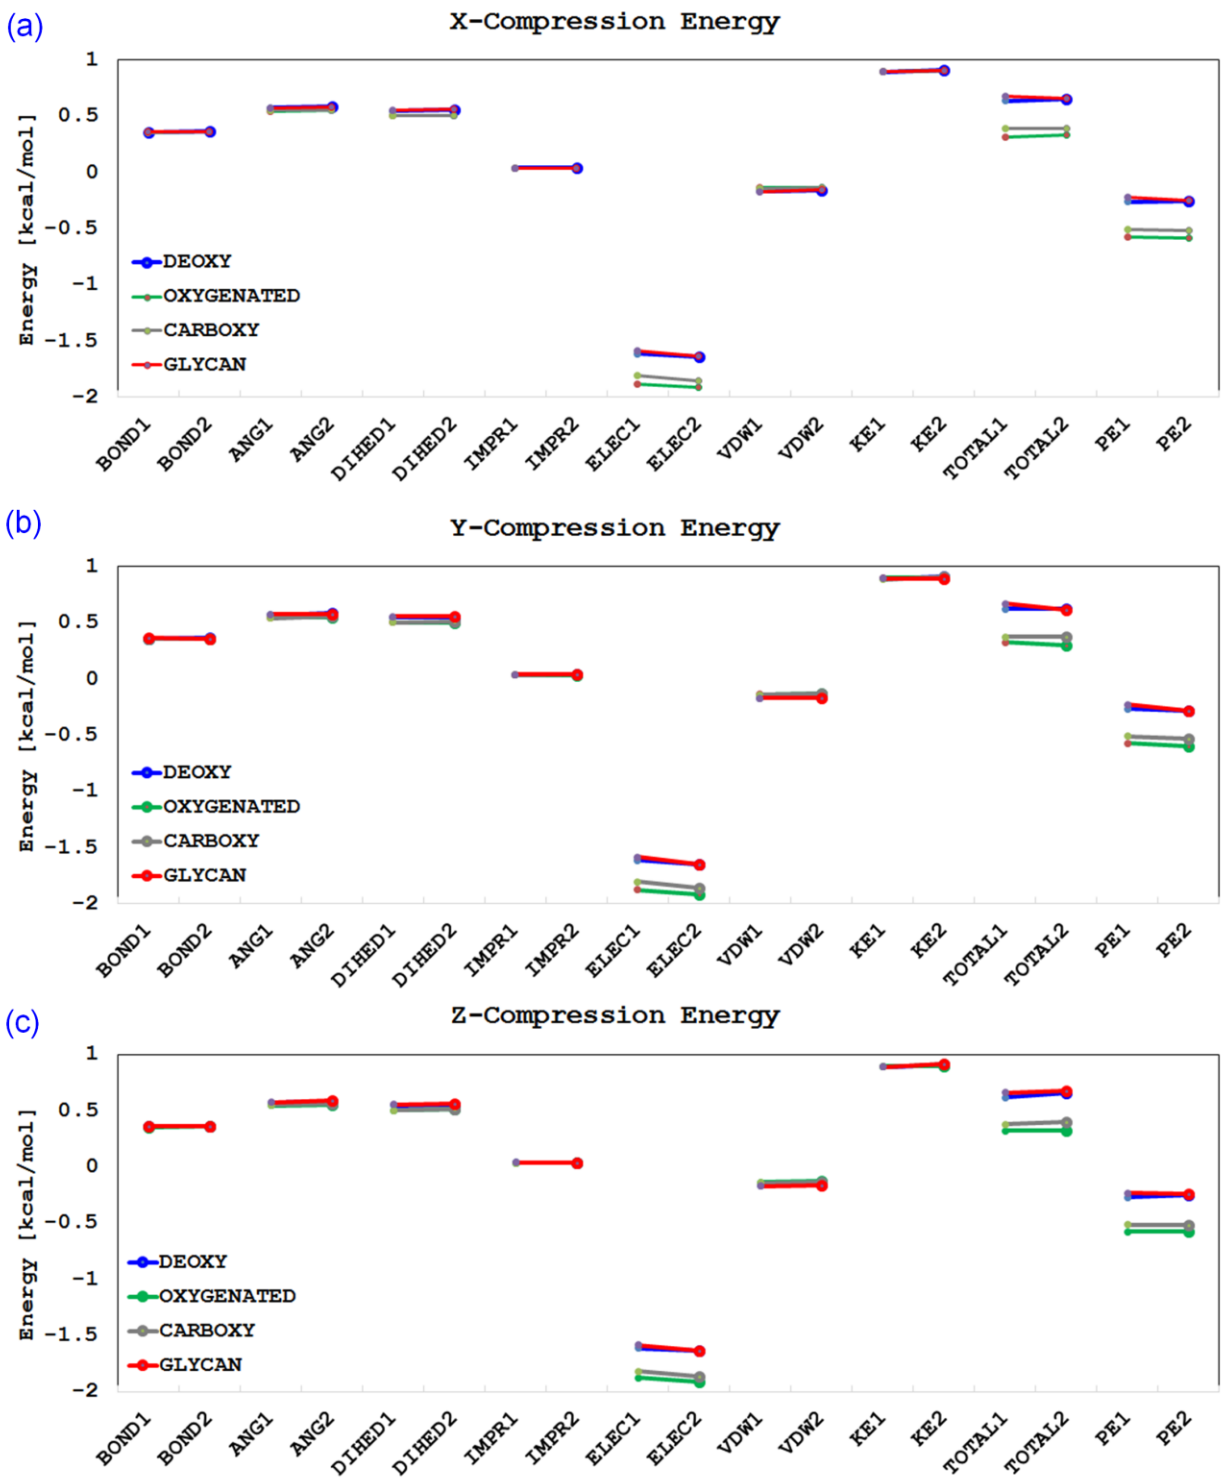 (a)
X-Compression Energy
Energy [kcal/mol]
1
0.5
0
-0.5
-1
-1.5
-2
DEOXY
OXYGENATED
CARBOXY
GLYCAN
BOND1 BOND2 ANG1 ANG2 DIHED1 DIHED2 IMPR1 IMPR2 ELEC1 ELEC2 VDW1 VDW2 KE1 KE2 TOTAL1 TOTAL2 PE1 PE2
(b)
Y-Compression Energy
Energy [kcal/mol]
1
0.5
0
-0.5
-1
-1.5
-2
DEOXY
OXYGENATED
CARBOXY
GLYCAN
BOND1 BOND2 ANG1 ANG2 DIHED1 DIHED2 IMPR1 IMPR2 ELEC1 ELEC2 VDW1 VDW2 KE1 KE2 TOTAL1 TOTAL2 PE1 PE2
(c)
Z-Compression Energy
Energy [kcal/mol]
1
0.5
0
-0.5
-1
-1.5
-2
DEOXY
OXYGENATED
CARBOXY
GLYCAN
BOND1 BOND2 ANG1 ANG2 DIHED1 DIHED2 IMPR1 IMPR2 ELEC1 ELEC2 VDW1 VDW2 KE1 KE2 TOTAL1 TOTAL2 PE1 PE2